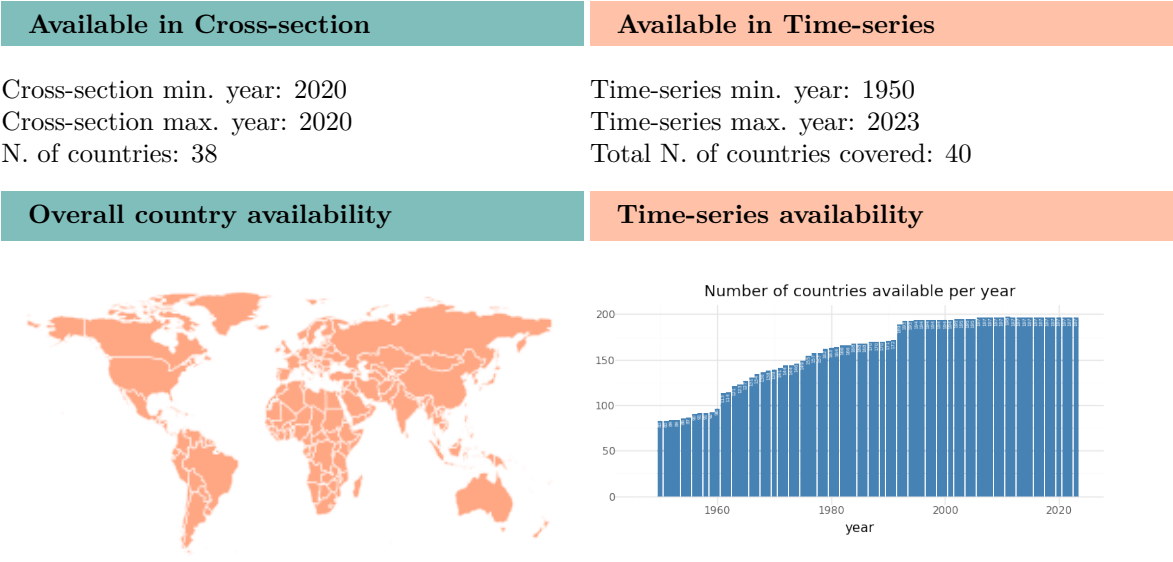 Available in Cross-section
Available in Time-series
Cross-section min. year: 2020
Cross-section max. year: 2020
N. of countries: 38
Time-series min. year: 1950
Time-series max. year: 2023
Total N. of countries covered: 40
Overall country availability
Time-series availability
Number of countries available per year
200
150
100
50
0
1960 1980 2000 2020
year